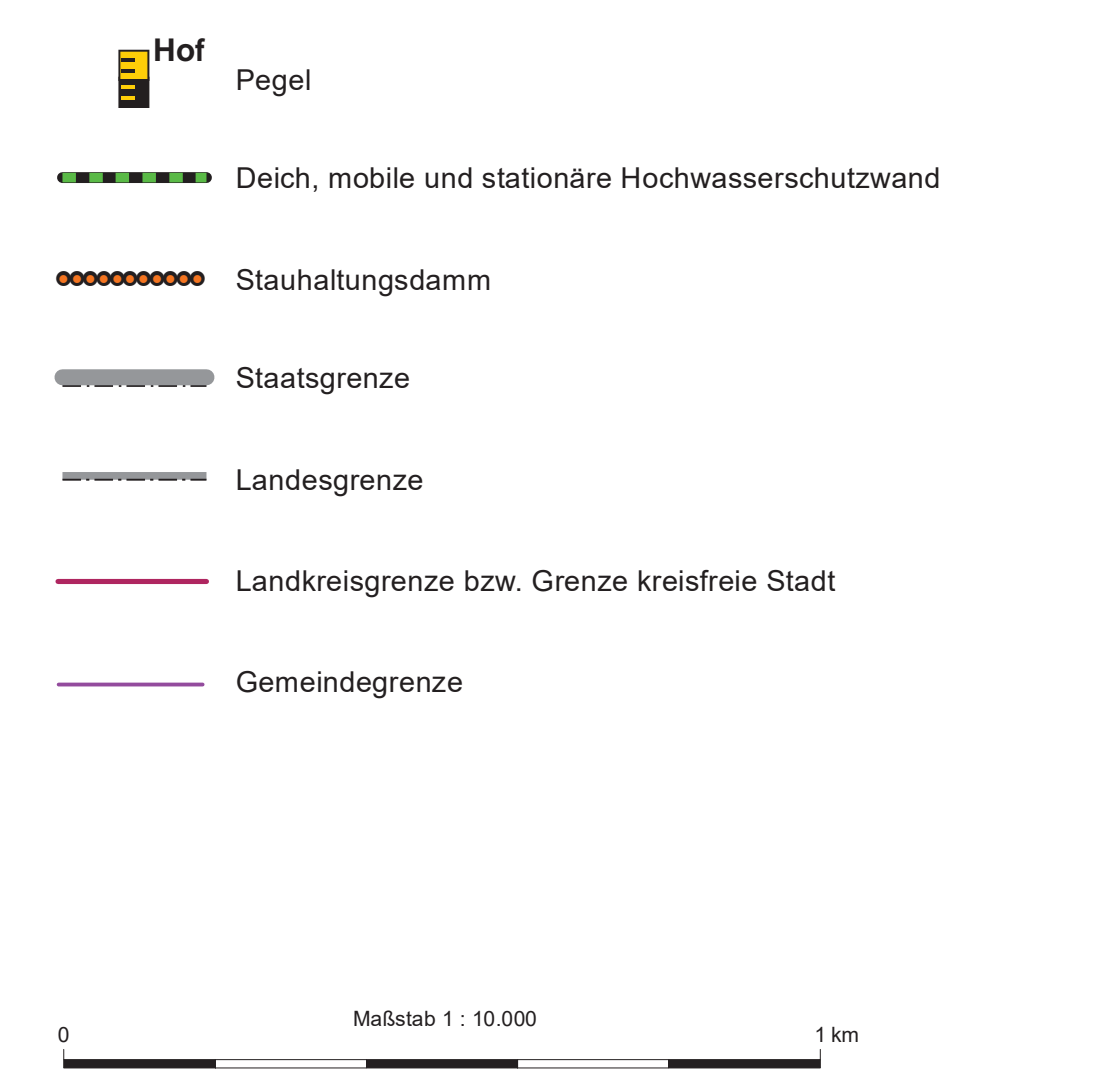 Hof
Pegel
Deich, mobile und stationäre Hochwasserschutzwand
Stauhaltungsdamm
Staatsgrenze
Landesgrenze
Landkreisgrenze bzw. Grenze kreisfreie Stadt
Gemeindegrenze
Maßstab 1 : 10.000
0 1 km